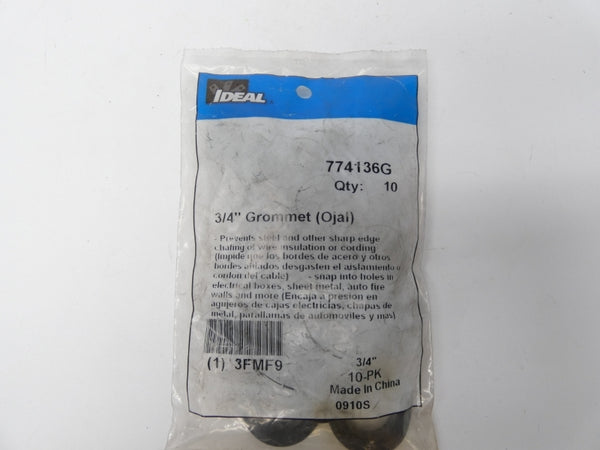 IDEAL
774136G
Qty: 10
3/4" Grommet (Ojal)
- Prevents steel and other sharp edge
chafing of wire insulation or cording
(Impide que los bordes de acero y otros
bordes afilados desgasten el aislamiento o
cordon del cable) - snap into holes in
electrical boxes, sheet metal, auto fire
walls and more (Encaja a presion en
agujeros de cajas electricias, chapas de
metal, parallamas de automoviles y mas)
(1) 3FMF9
3/4"
10-PK
Made In China
0910S